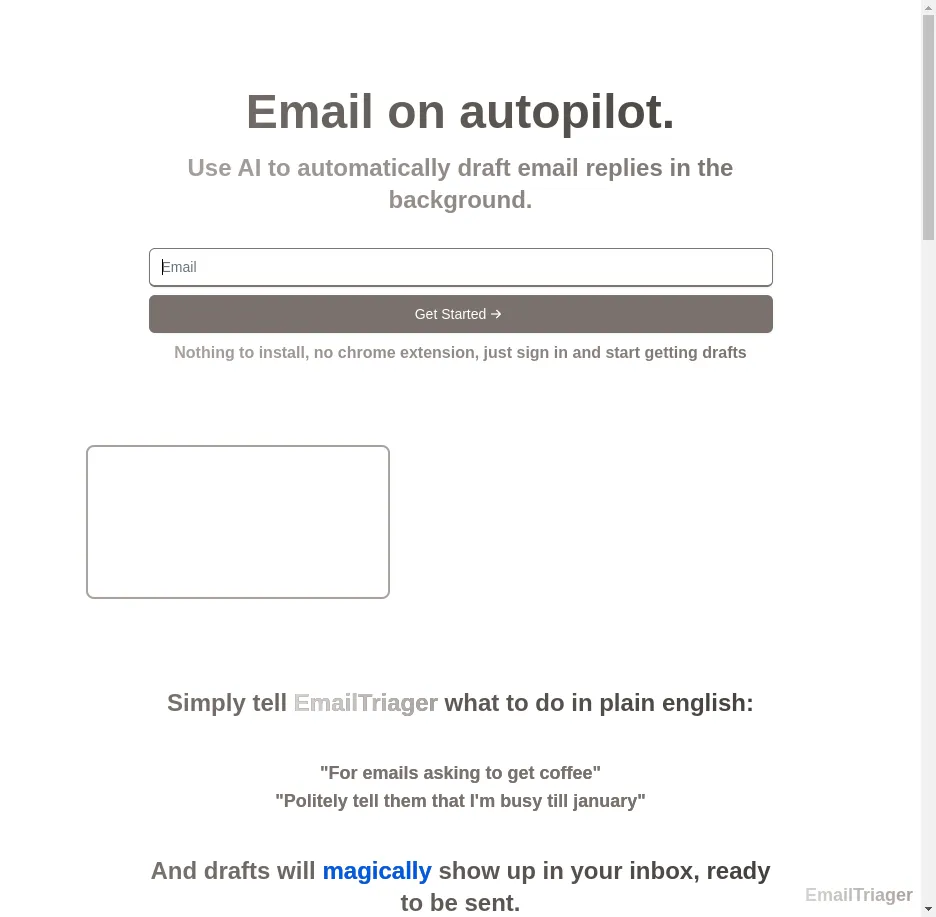 Email on autopilot.
Use AI to automatically draft email replies in the
background.
Email
Get Started →
Nothing to install, no chrome extension, just sign in and start getting drafts
Simply tell EmailTriager what to do in plain english:
"For emails asking to get coffee"
"Politely tell them that I'm busy till january"
And drafts will magically show up in your inbox, ready
to be sent.
EmailTriager